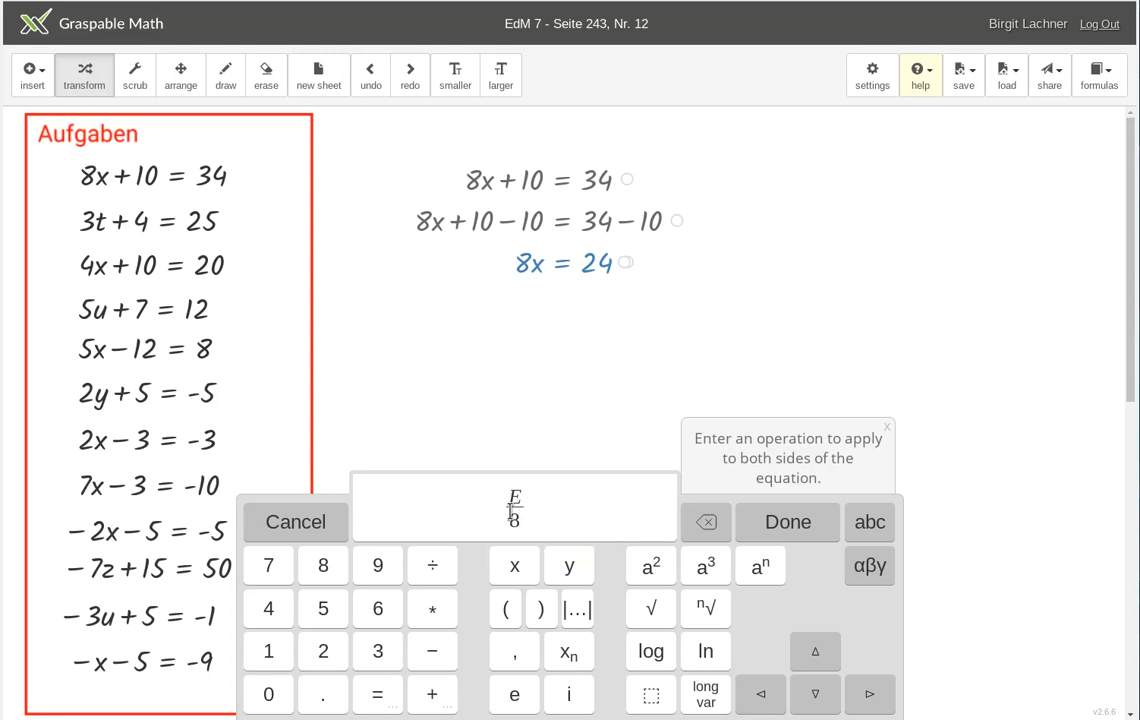 Graspable Math
EdM 7 - Seite 243, Nr. 12
Birgit Lachner Log Out
insert transform scrub arrange draw erase new sheet undo redo smaller larger
settings help save load share formulas
Aufgaben
8x + 10 = 34
3t + 4 = 25
4x + 10 = 20
5u + 7 = 12
5x − 12 = 8
2y + 5 = -5
2x − 3 = -3
7x − 3 = -10
− 2x − 5 = -5
− 7z + 15 = 50
− 3u + 5 = -1
− x − 5 = -9
8x + 10 = 34
8x + 10 − 10 = 34 − 10
8x = 24
x
Enter an operation to apply
to both sides of the
equation.
E
8
Cancel Done abc
7 8 9 ÷ x y a² a³ aⁿ αβγ
4 5 6 * ( ) |...| √ ⁿ√
1 2 3 − , xₙ log ln
0 . = ... + ... e i long var
v2.6.6